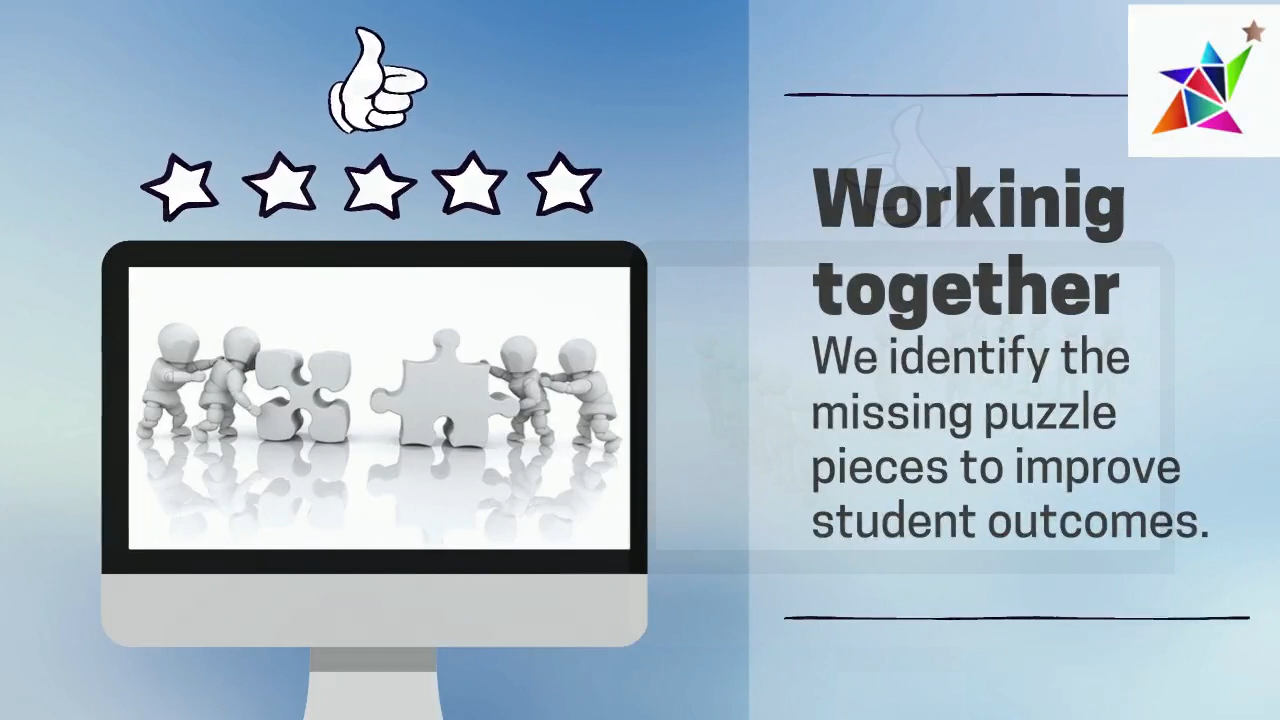 Workinig
together
We identify the
missing puzzle
pieces to improve
student outcomes.